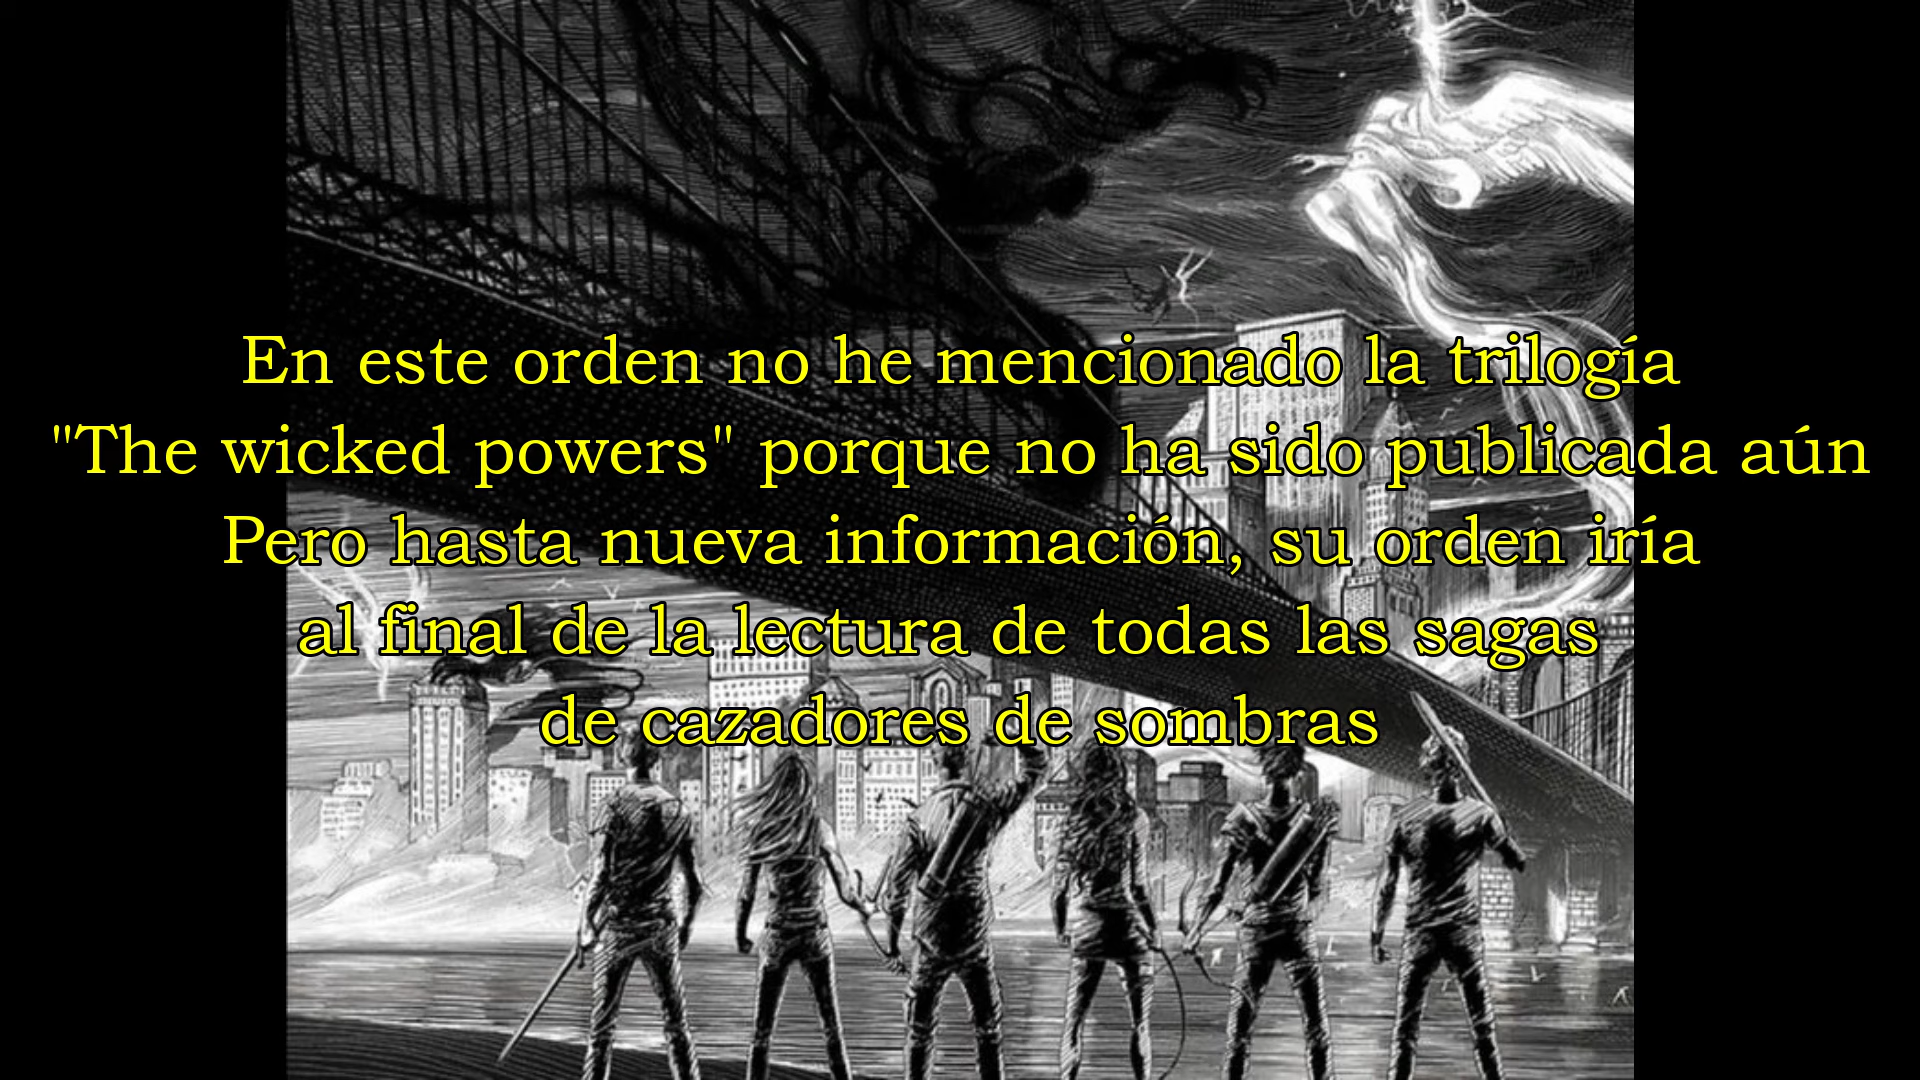 En este orden no he mencionado la trilogía
"The wicked powers" porque no ha sido publicada aún
Pero hasta nueva información, su orden iría
al final de la lectura de todas las sagas
de cazadores de sombras